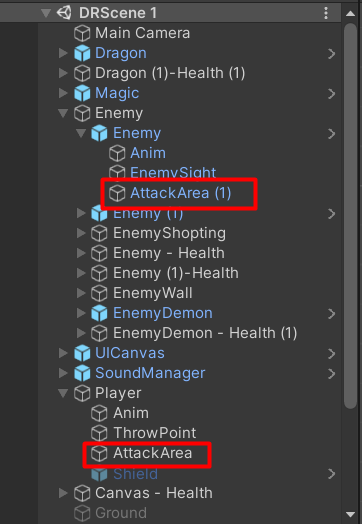 DRScene 1
Main Camera
Dragon
Dragon (1)-Health (1)
Magic
Enemy
Enemy
Anim
EnemySight
AttackArea (1)
Enemy (1)
EnemyShopting
Enemy - Health
Enemy (1)-Health
EnemyWall
EnemyDemon
EnemyDemon - Health (1)
UICanvas
SoundManager
Player
Anim
ThrowPoint
AttackArea
Shield
Canvas - Health
Ground